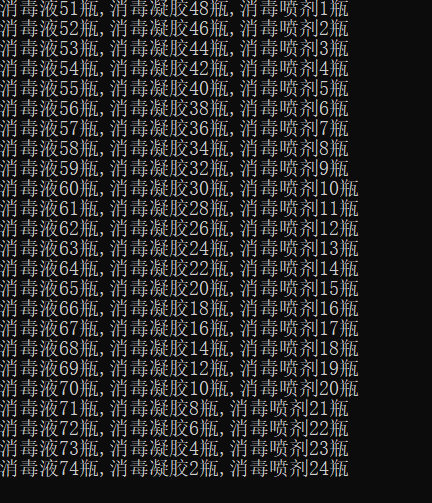 消毒液51瓶,消毒凝胶48瓶,消毒喷剂1瓶
消毒液52瓶,消毒凝胶46瓶,消毒喷剂2瓶
消毒液53瓶,消毒凝胶44瓶,消毒喷剂3瓶
消毒液54瓶,消毒凝胶42瓶,消毒喷剂4瓶
消毒液55瓶,消毒凝胶40瓶,消毒喷剂5瓶
消毒液56瓶,消毒凝胶38瓶,消毒喷剂6瓶
消毒液57瓶,消毒凝胶36瓶,消毒喷剂7瓶
消毒液58瓶,消毒凝胶34瓶,消毒喷剂8瓶
消毒液59瓶,消毒凝胶32瓶,消毒喷剂9瓶
消毒液60瓶,消毒凝胶30瓶,消毒喷剂10瓶
消毒液61瓶,消毒凝胶28瓶,消毒喷剂11瓶
消毒液62瓶,消毒凝胶26瓶,消毒喷剂12瓶
消毒液63瓶,消毒凝胶24瓶,消毒喷剂13瓶
消毒液64瓶,消毒凝胶22瓶,消毒喷剂14瓶
消毒液65瓶,消毒凝胶20瓶,消毒喷剂15瓶
消毒液66瓶,消毒凝胶18瓶,消毒喷剂16瓶
消毒液67瓶,消毒凝胶16瓶,消毒喷剂17瓶
消毒液68瓶,消毒凝胶14瓶,消毒喷剂18瓶
消毒液69瓶,消毒凝胶12瓶,消毒喷剂19瓶
消毒液70瓶,消毒凝胶10瓶,消毒喷剂20瓶
消毒液71瓶,消毒凝胶8瓶,消毒喷剂21瓶
消毒液72瓶,消毒凝胶6瓶,消毒喷剂22瓶
消毒液73瓶,消毒凝胶4瓶,消毒喷剂23瓶
消毒液74瓶,消毒凝胶2瓶,消毒喷剂24瓶